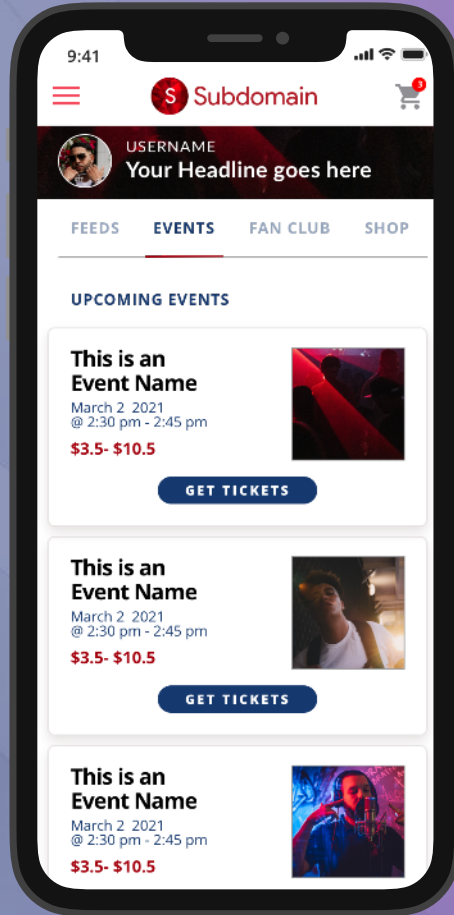 9:41
S Subdomain
3
USERNAME
Your Headline goes here
FEEDS EVENTS FAN CLUB SHOP
UPCOMING EVENTS
This is an
Event Name
March 2 2021
@ 2:30 pm - 2:45 pm
$3.5- $10.5
GET TICKETS
This is an
Event Name
March 2 2021
@ 2:30 pm - 2:45 pm
$3.5- $10.5
GET TICKETS
This is an
Event Name
March 2 2021
@ 2:30 pm - 2:45 pm
$3.5- $10.5